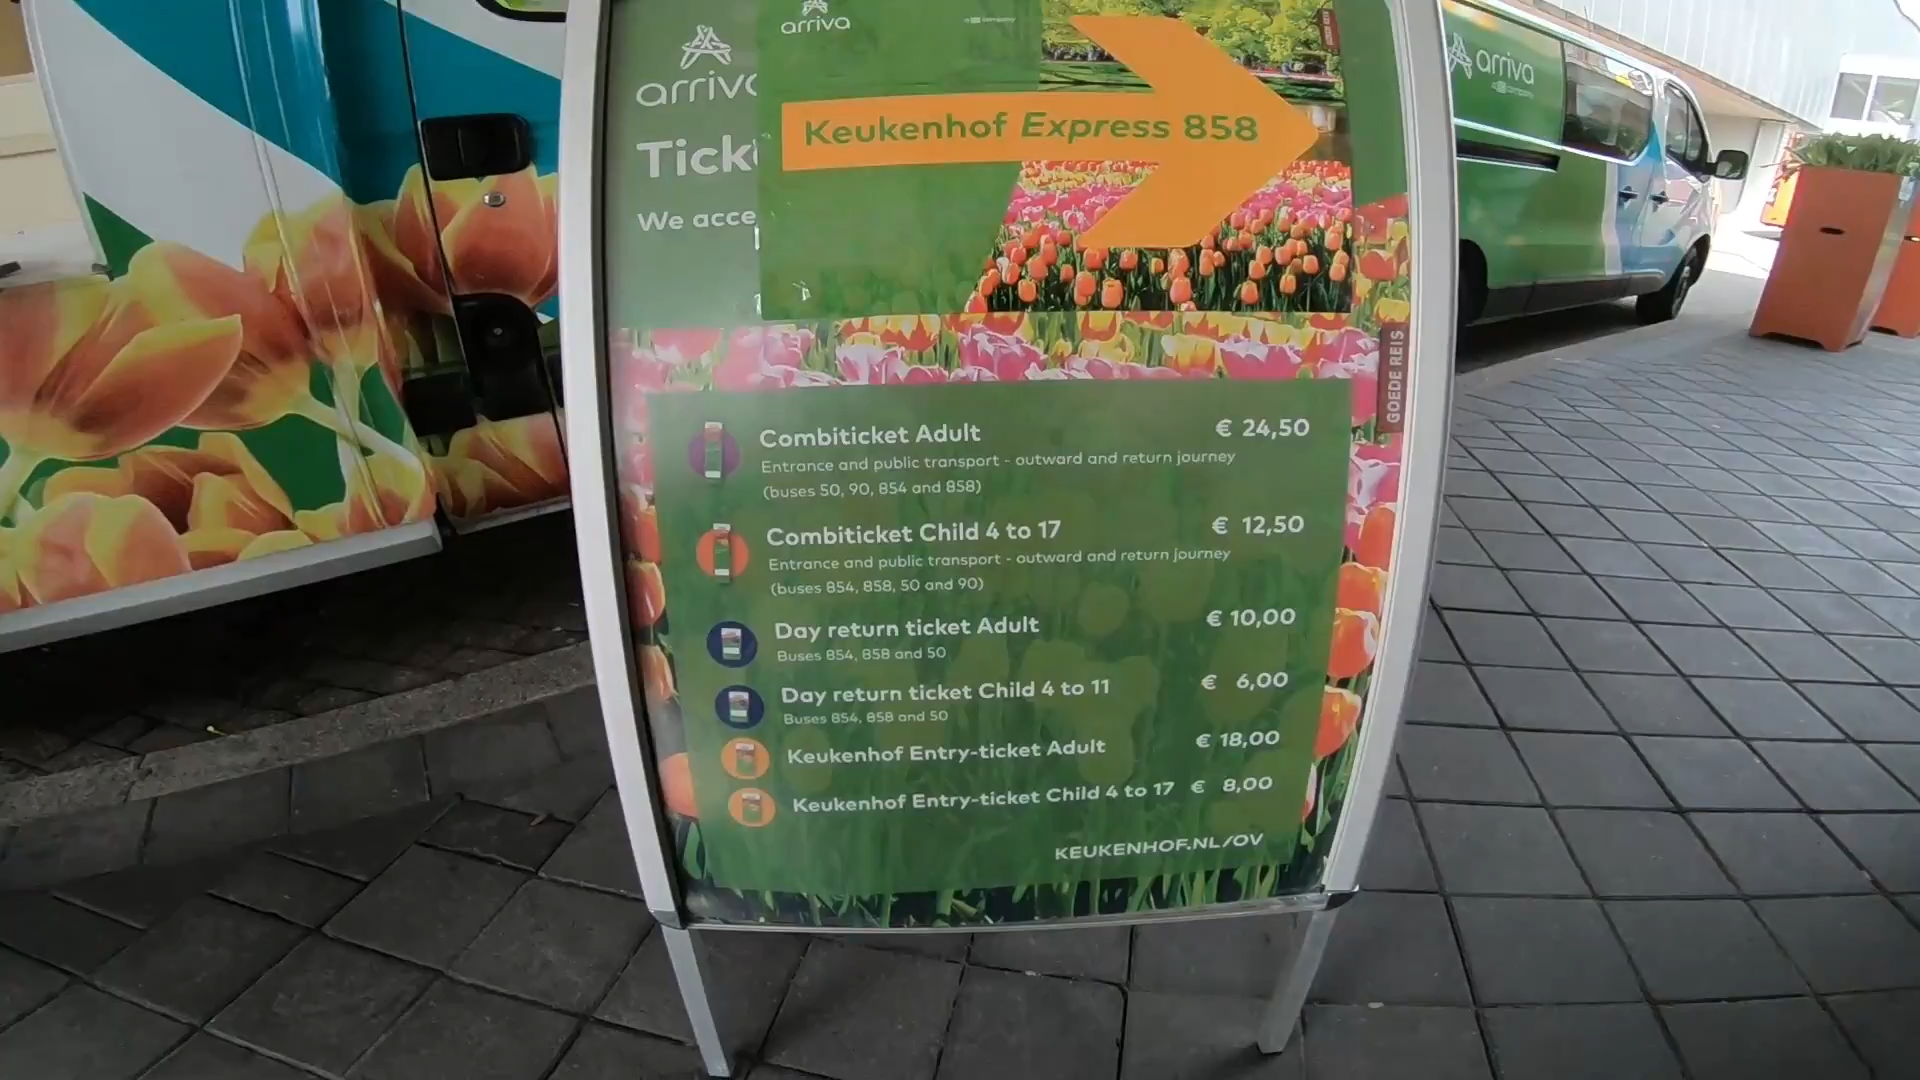 arriva
arriva
Keukenhof Express 858
We acce
arriva
GOEDE REIS
Combiticket Adult € 24,50
Entrance and public transport - outward and return journey
(buses 50, 90, 854 and 858)
Combiticket Child 4 to 17 € 12,50
Entrance and public transport - outward and return journey
(buses 854, 858, 50 and 90)
Day return ticket Adult € 10,00
Buses 854, 858 and 50
Day return ticket Child 4 to 11 € 6,00
Buses 854, 858 and 50
Keukenhof Entry-ticket Adult € 18,00
Keukenhof Entry-ticket Child 4 to 17 € 8,00
KEUKENHOF.NL/OV